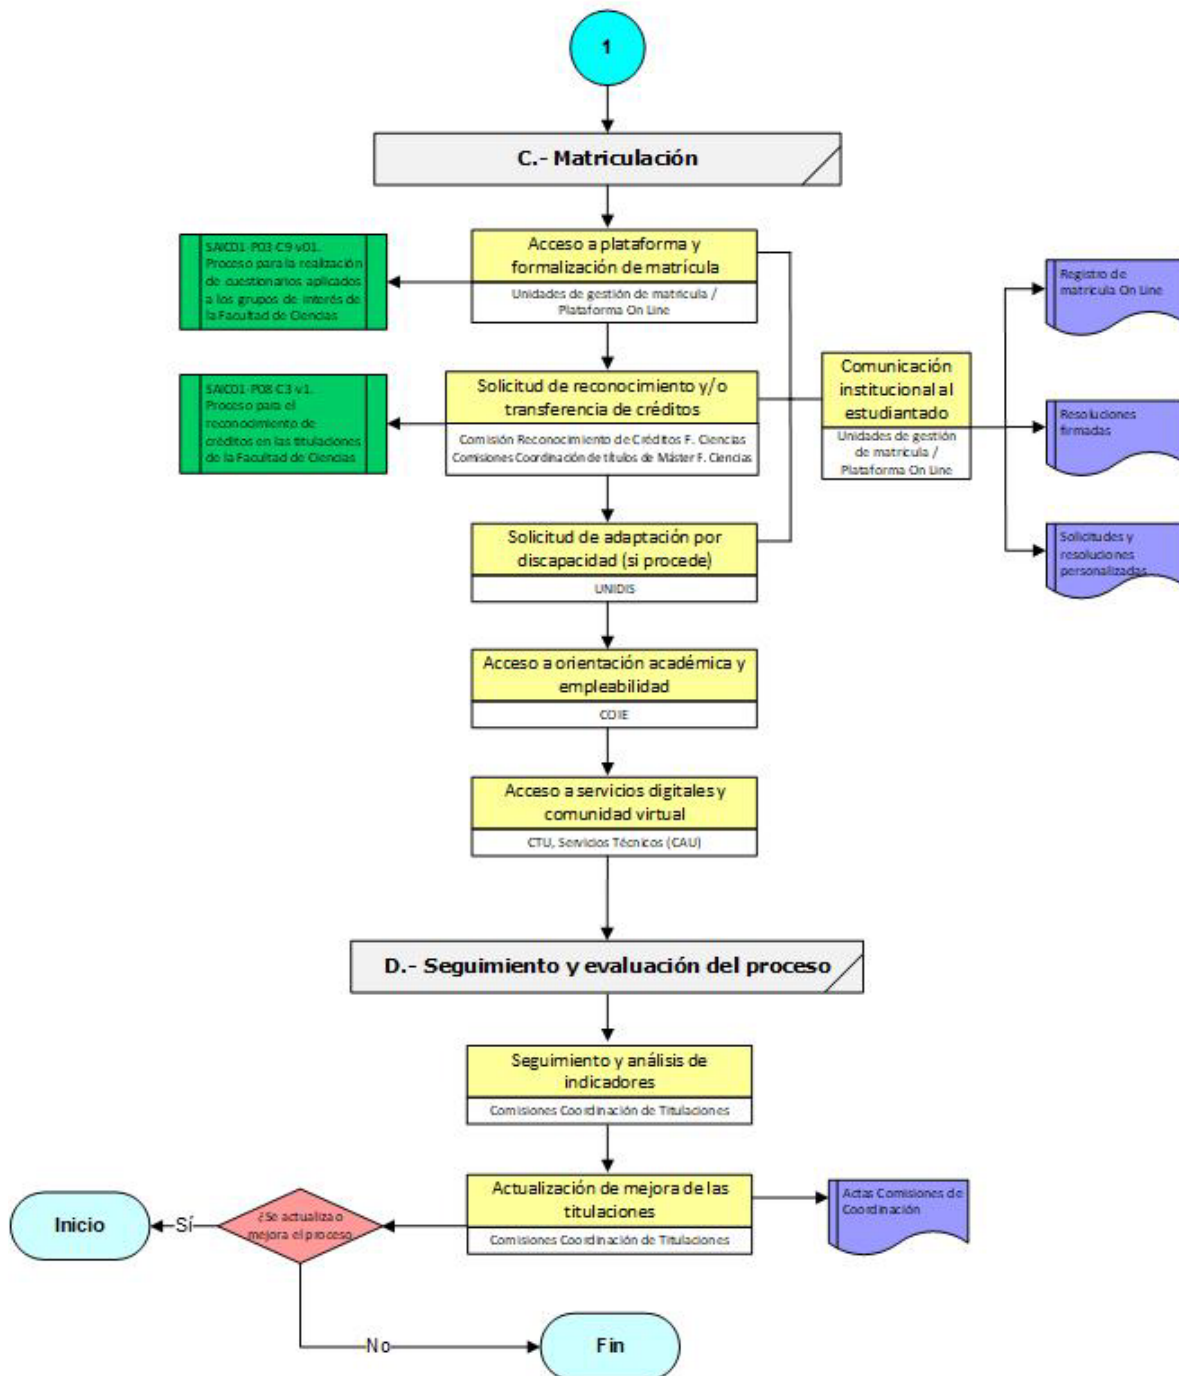 1
C.- Matriculación
SAIC01-P03-C9 v01.
Proceso para la realización
de cuestionarios aplicados
a los grupos de interés de
la Facultad de Ciencias
Acceso a plataforma y
formalización de matrícula
Unidades de gestión de matricula /
Plataforma On Line
Registro de
matricula On Line
SAIC01-P08-C3 v1.
Proceso para el
reconocimiento de
créditos en las titulaciones
de la Facultad de Ciencias
Solicitud de reconocimiento y/o
transferencia de créditos
Comisión Reconocimiento de Créditos F. Ciencias
Comisiones Coordinación de títulos de Máster F. Ciencias
Comunicación
institucional al
estudiantado
Unidades de gestión
de matricula /
Plataforma On Line
Resoluciones
firmadas
Solicitud de adaptación por
discapacidad (si procede)
UNIDIS
Solicitudes y
resoluciones
personalizadas
Acceso a orientación académica y
empleabilidad
COIE
Acceso a servicios digitales y
comunidad virtual
CTU, Servicios Técnicos (CAU)
D.- Seguimiento y evaluación del proceso
Seguimiento y análisis de
indicadores
Comisiones Coordinación de Titulaciones
Inicio
Sí
¿Se actualiza o
mejora el proceso
Actualización de mejora de las
titulaciones
Comisiones Coordinación de Titulaciones
Actas Comisiones de
Coordinación
No
Fin